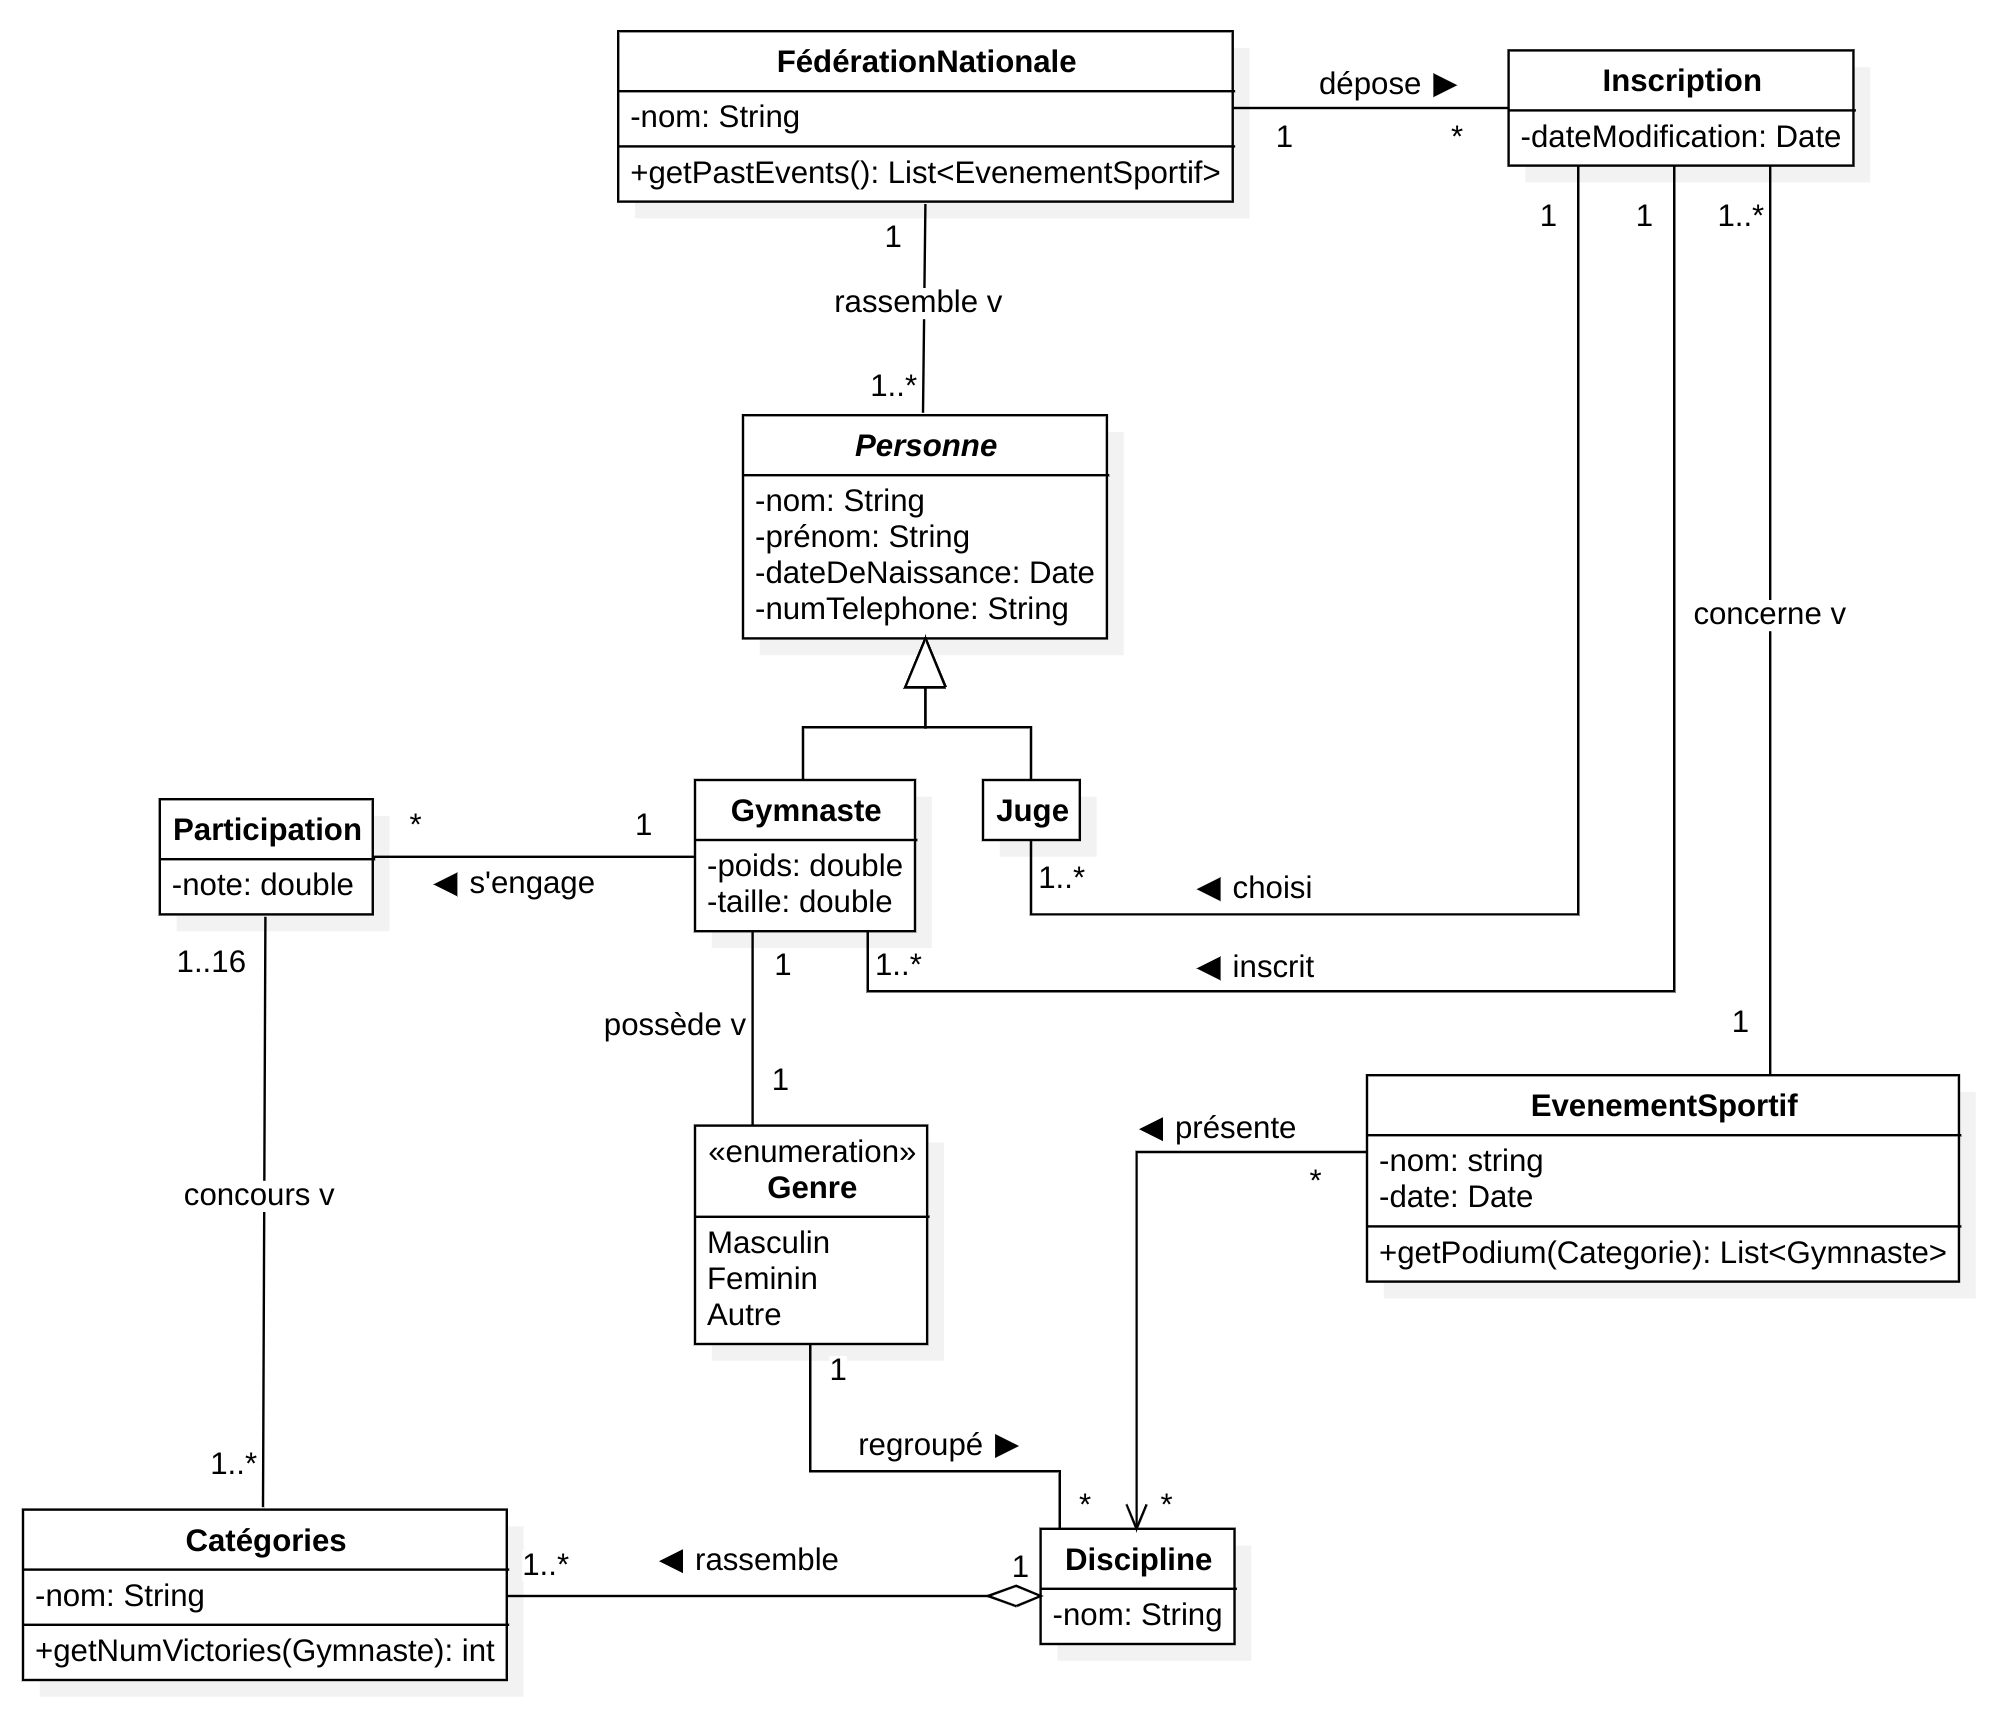 FédérationNationale
-nom: String
+getPastEvents(): List<EvenementSportif>
dépose ▶
1
*
Inscription
-dateModification: Date
1
1
1..*
1
rassemble v
1..*
Personne
-nom: String
-prénom: String
-dateDeNaissance: Date
-numTelephone: String
concerne v
Participation
-note: double
*
1
◀ s'engage
Gymnaste
-poids: double
-taille: double
Juge
1..*
◀ choisi
1..16
1
1..*
◀ inscrit
possède v
1
1
«enumeration»
Genre
Masculin
Feminin
Autre
◀ présente
*
EvenementSportif
-nom: string
-date: Date
+getPodium(Categorie): List<Gymnaste>
concours v
1
regroupé ▶
1..*
*
*
Catégories
-nom: String
+getNumVictories(Gymnaste): int
1..*
◀ rassemble
1
Discipline
-nom: String